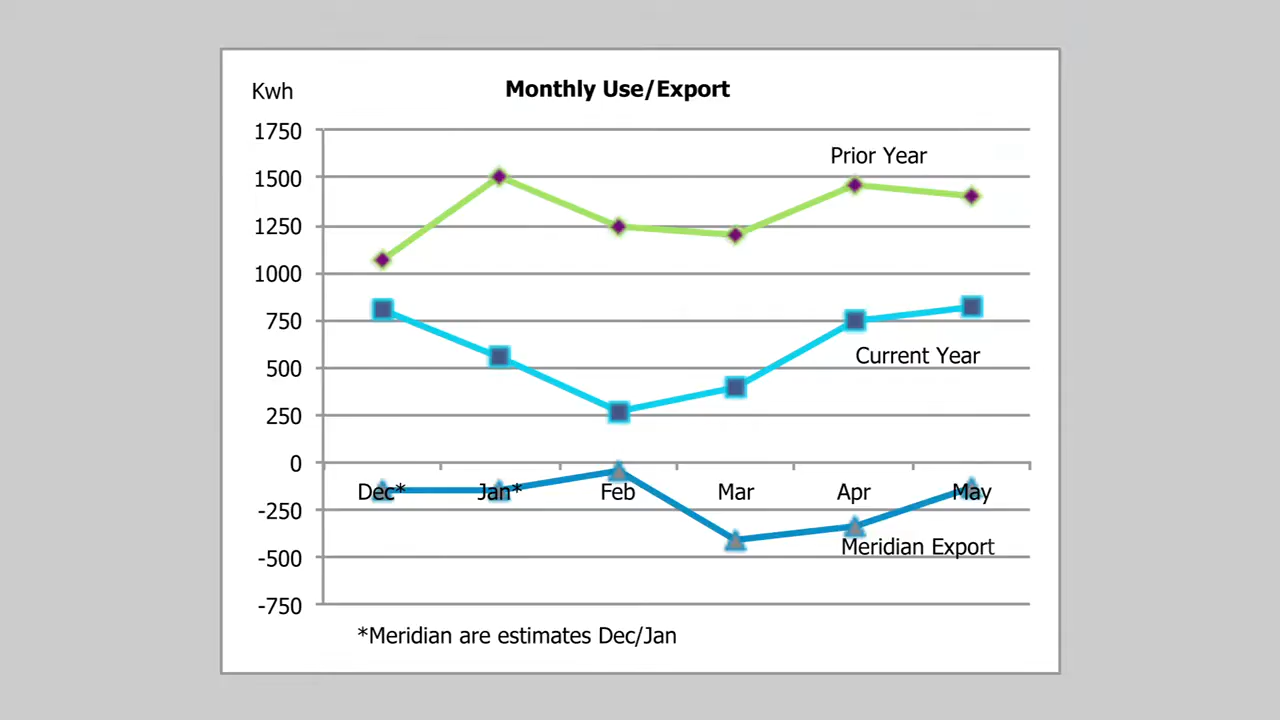 Kwh
Monthly Use/Export
1750
Prior Year
1500
1250
1000
750
Current Year
500
250
0
Dec* Jan* Feb Mar Apr May
-250
Meridian Export
-500
-750
*Meridian are estimates Dec/Jan